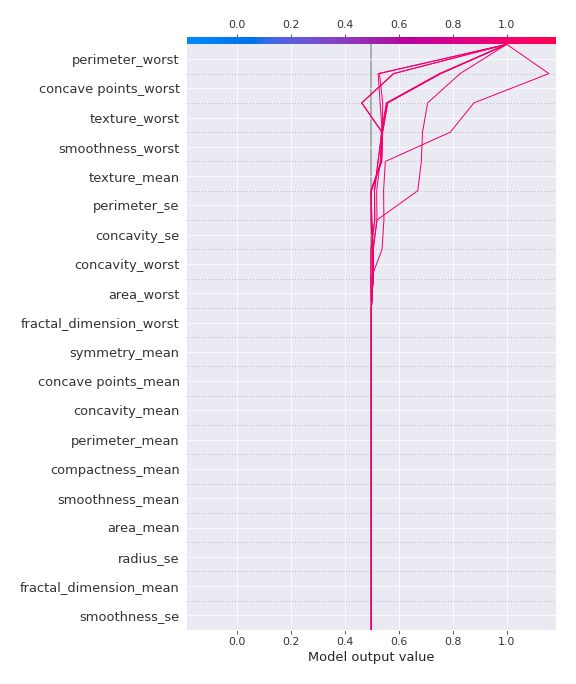 0.0 0.2 0.4 0.6 0.8 1.0
perimeter_worst
concave points_worst
texture_worst
smoothness_worst
texture_mean
perimeter_se
concavity_se
concavity_worst
area_worst
fractal_dimension_worst
symmetry_mean
concave points_mean
concavity_mean
perimeter_mean
compactness_mean
smoothness_mean
area_mean
radius_se
fractal_dimension_mean
smoothness_se
0.0 0.2 0.4 0.6 0.8 1.0
Model output value